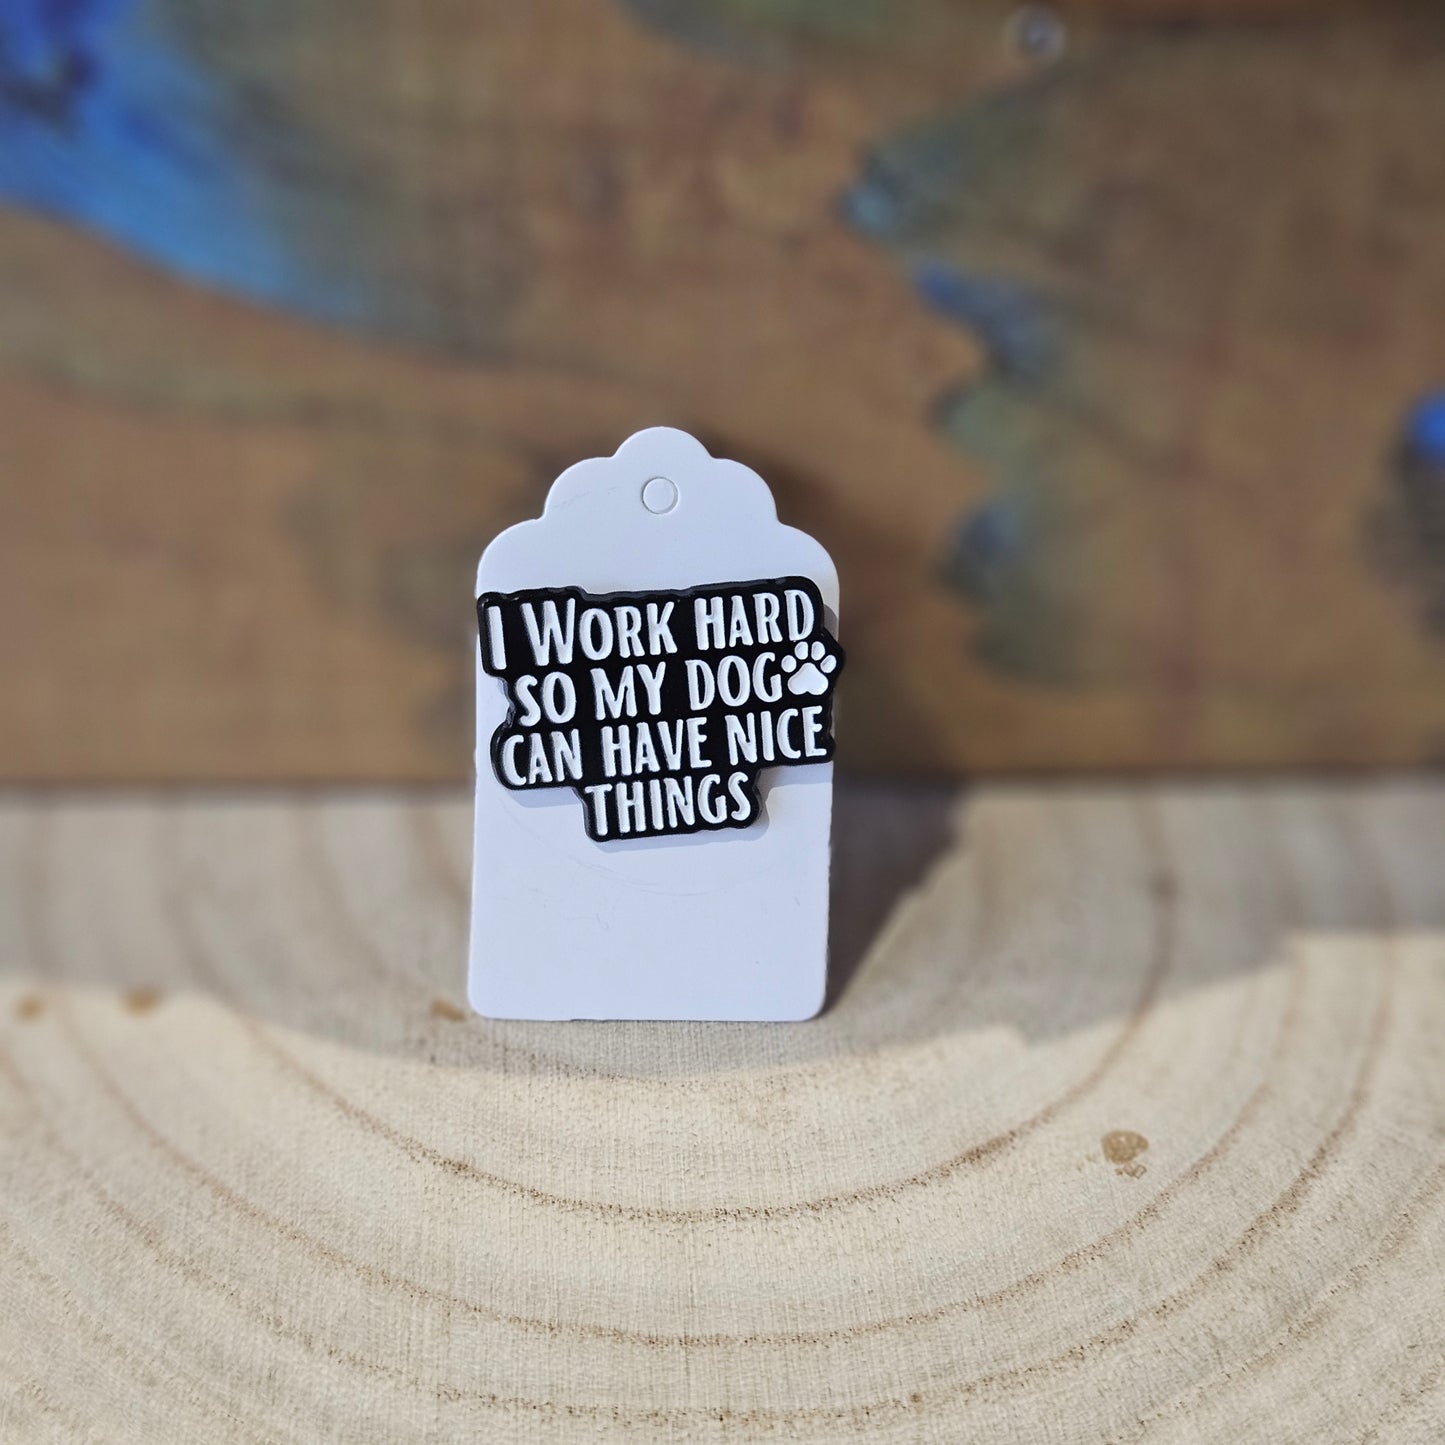 I WORK HARD
SO MY DOG
CAN HAVE NICE
THINGS